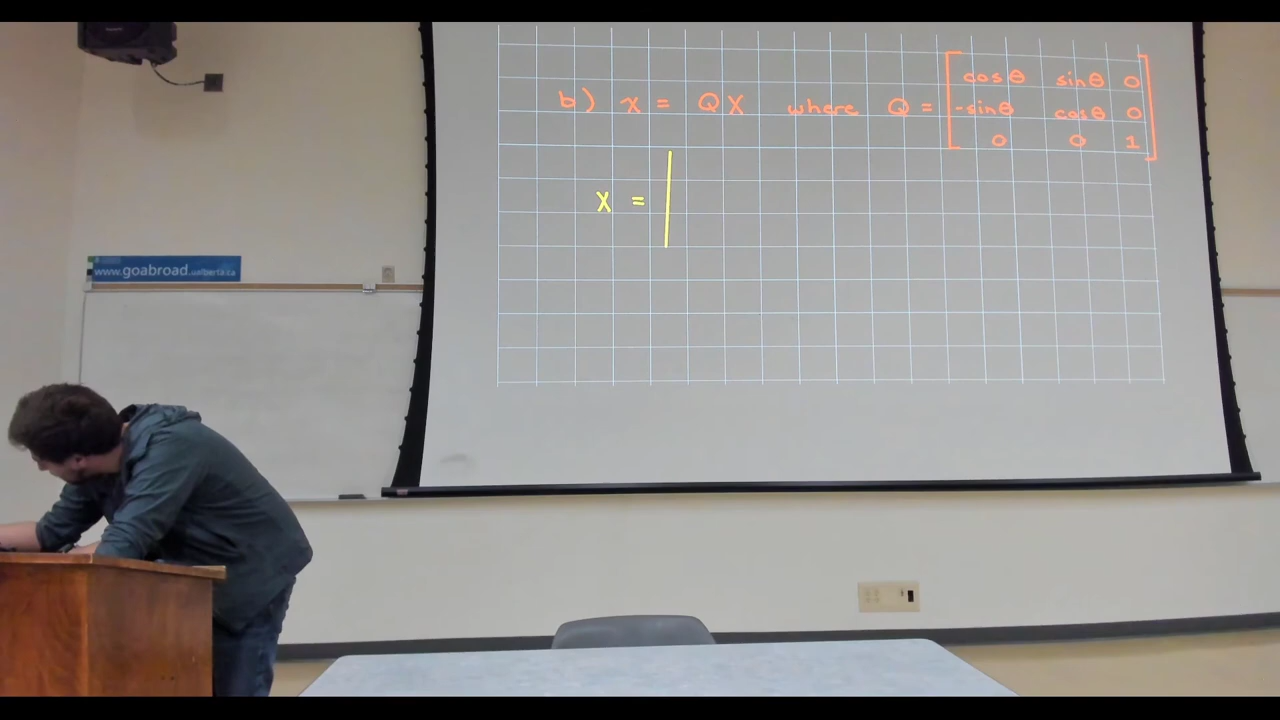 b) x = QX where Q = [cosθ sinθ 0
-sinθ cosθ 0
0 0 1]
x = |
www.goabroad.ualberta.ca